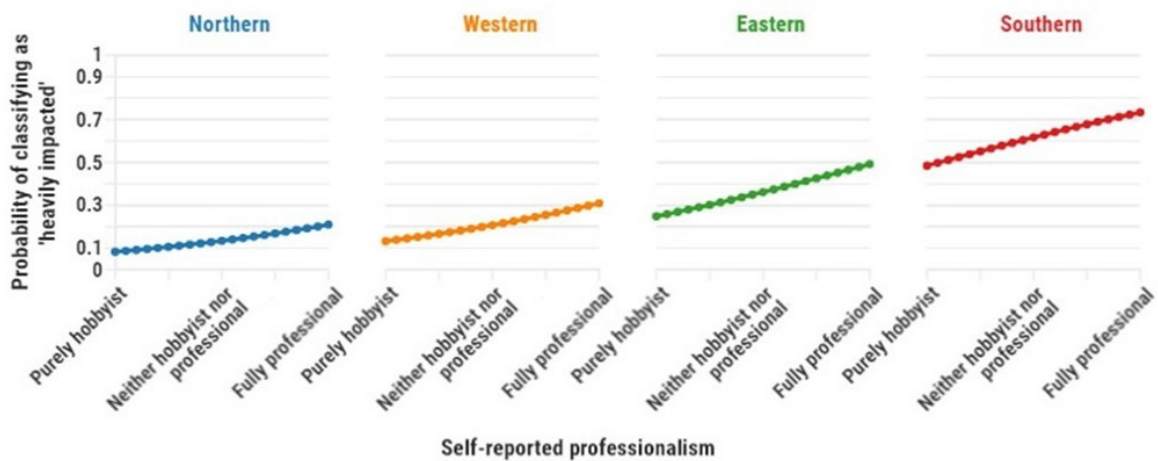 Northern
Western
Eastern
Southern
Probability of classifying as
'heavily impacted'
1
0.9
0.7
0.5
0.3
0.1
0
Purely hobbyist
Neither hobbyist nor
professional
Fully professional
Purely hobbyist
Neither hobbyist nor
professional
Fully professional
Purely hobbyist
Neither hobbyist nor
professional
Fully professional
Purely hobbyist
Neither hobbyist nor
professional
Fully professional
Self-reported professionalism